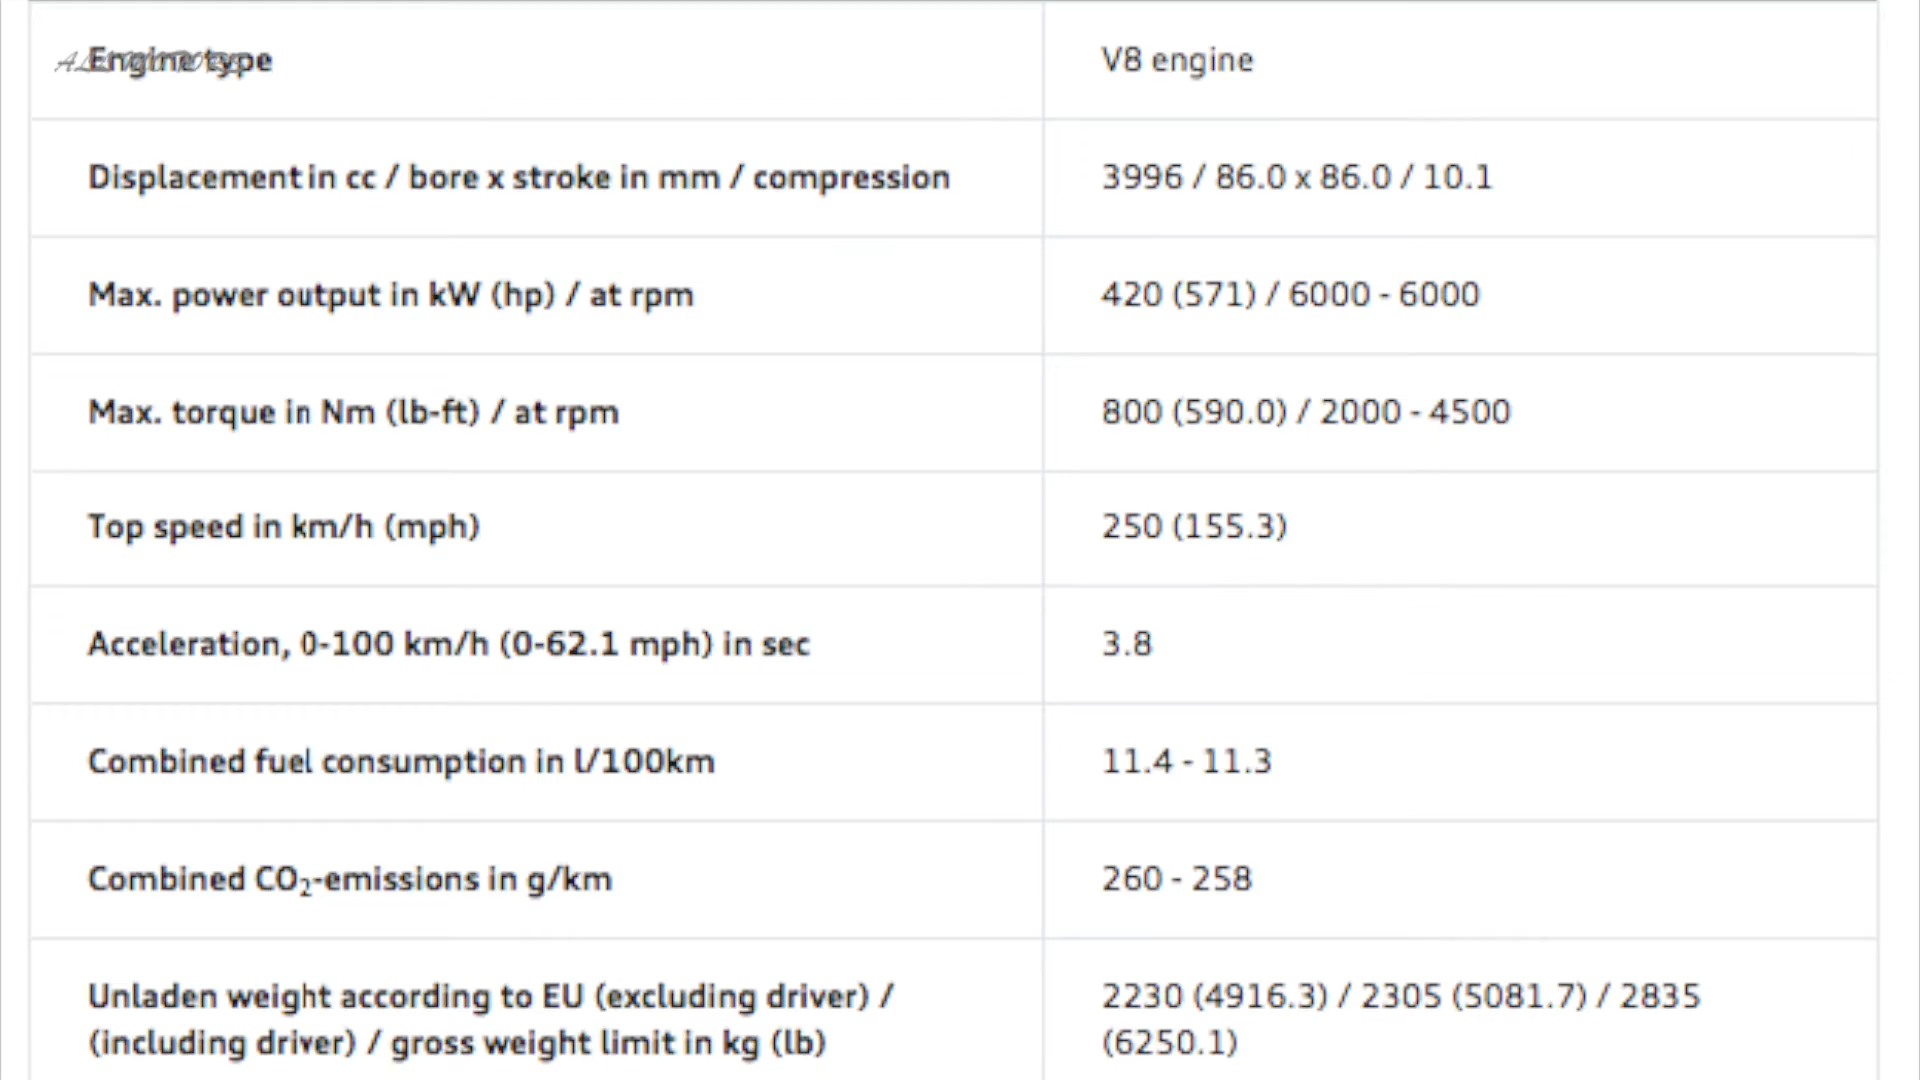 Engine type V8 engine
Displacement in cc / bore x stroke in mm / compression 3996 / 86.0 x 86.0 / 10.1
Max. power output in kW (hp) / at rpm 420 (571) / 6000 - 6000
Max. torque in Nm (lb-ft) / at rpm 800 (590.0) / 2000 - 4500
Top speed in km/h (mph) 250 (155.3)
Acceleration, 0-100 km/h (0-62.1 mph) in sec 3.8
Combined fuel consumption in l/100km 11.4 - 11.3
Combined CO₂-emissions in g/km 260 - 258
Unladen weight according to EU (excluding driver) / 2230 (4916.3) / 2305 (5081.7) / 2835
(including driver) / gross weight limit in kg (lb) (6250.1)